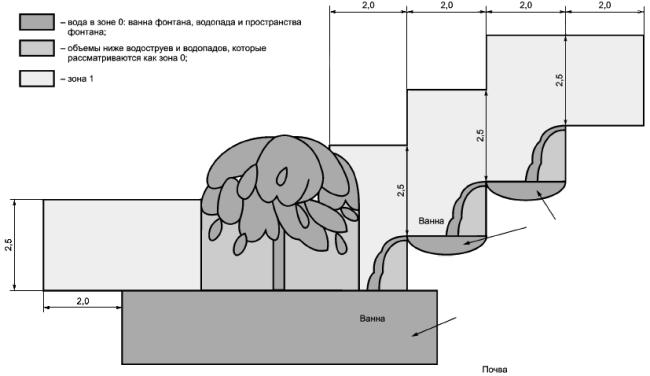 – вода в зоне 0: ванна фонтана, водопада и пространства
фонтана;
– объемы ниже водоструев и водопадов, которые
рассматриваются как зона 0;
– зона 1
2,0
2,0
2,0
2,0
2,5
2,5
2,5
2,5
2,0
Ванна
Ванна
Почва